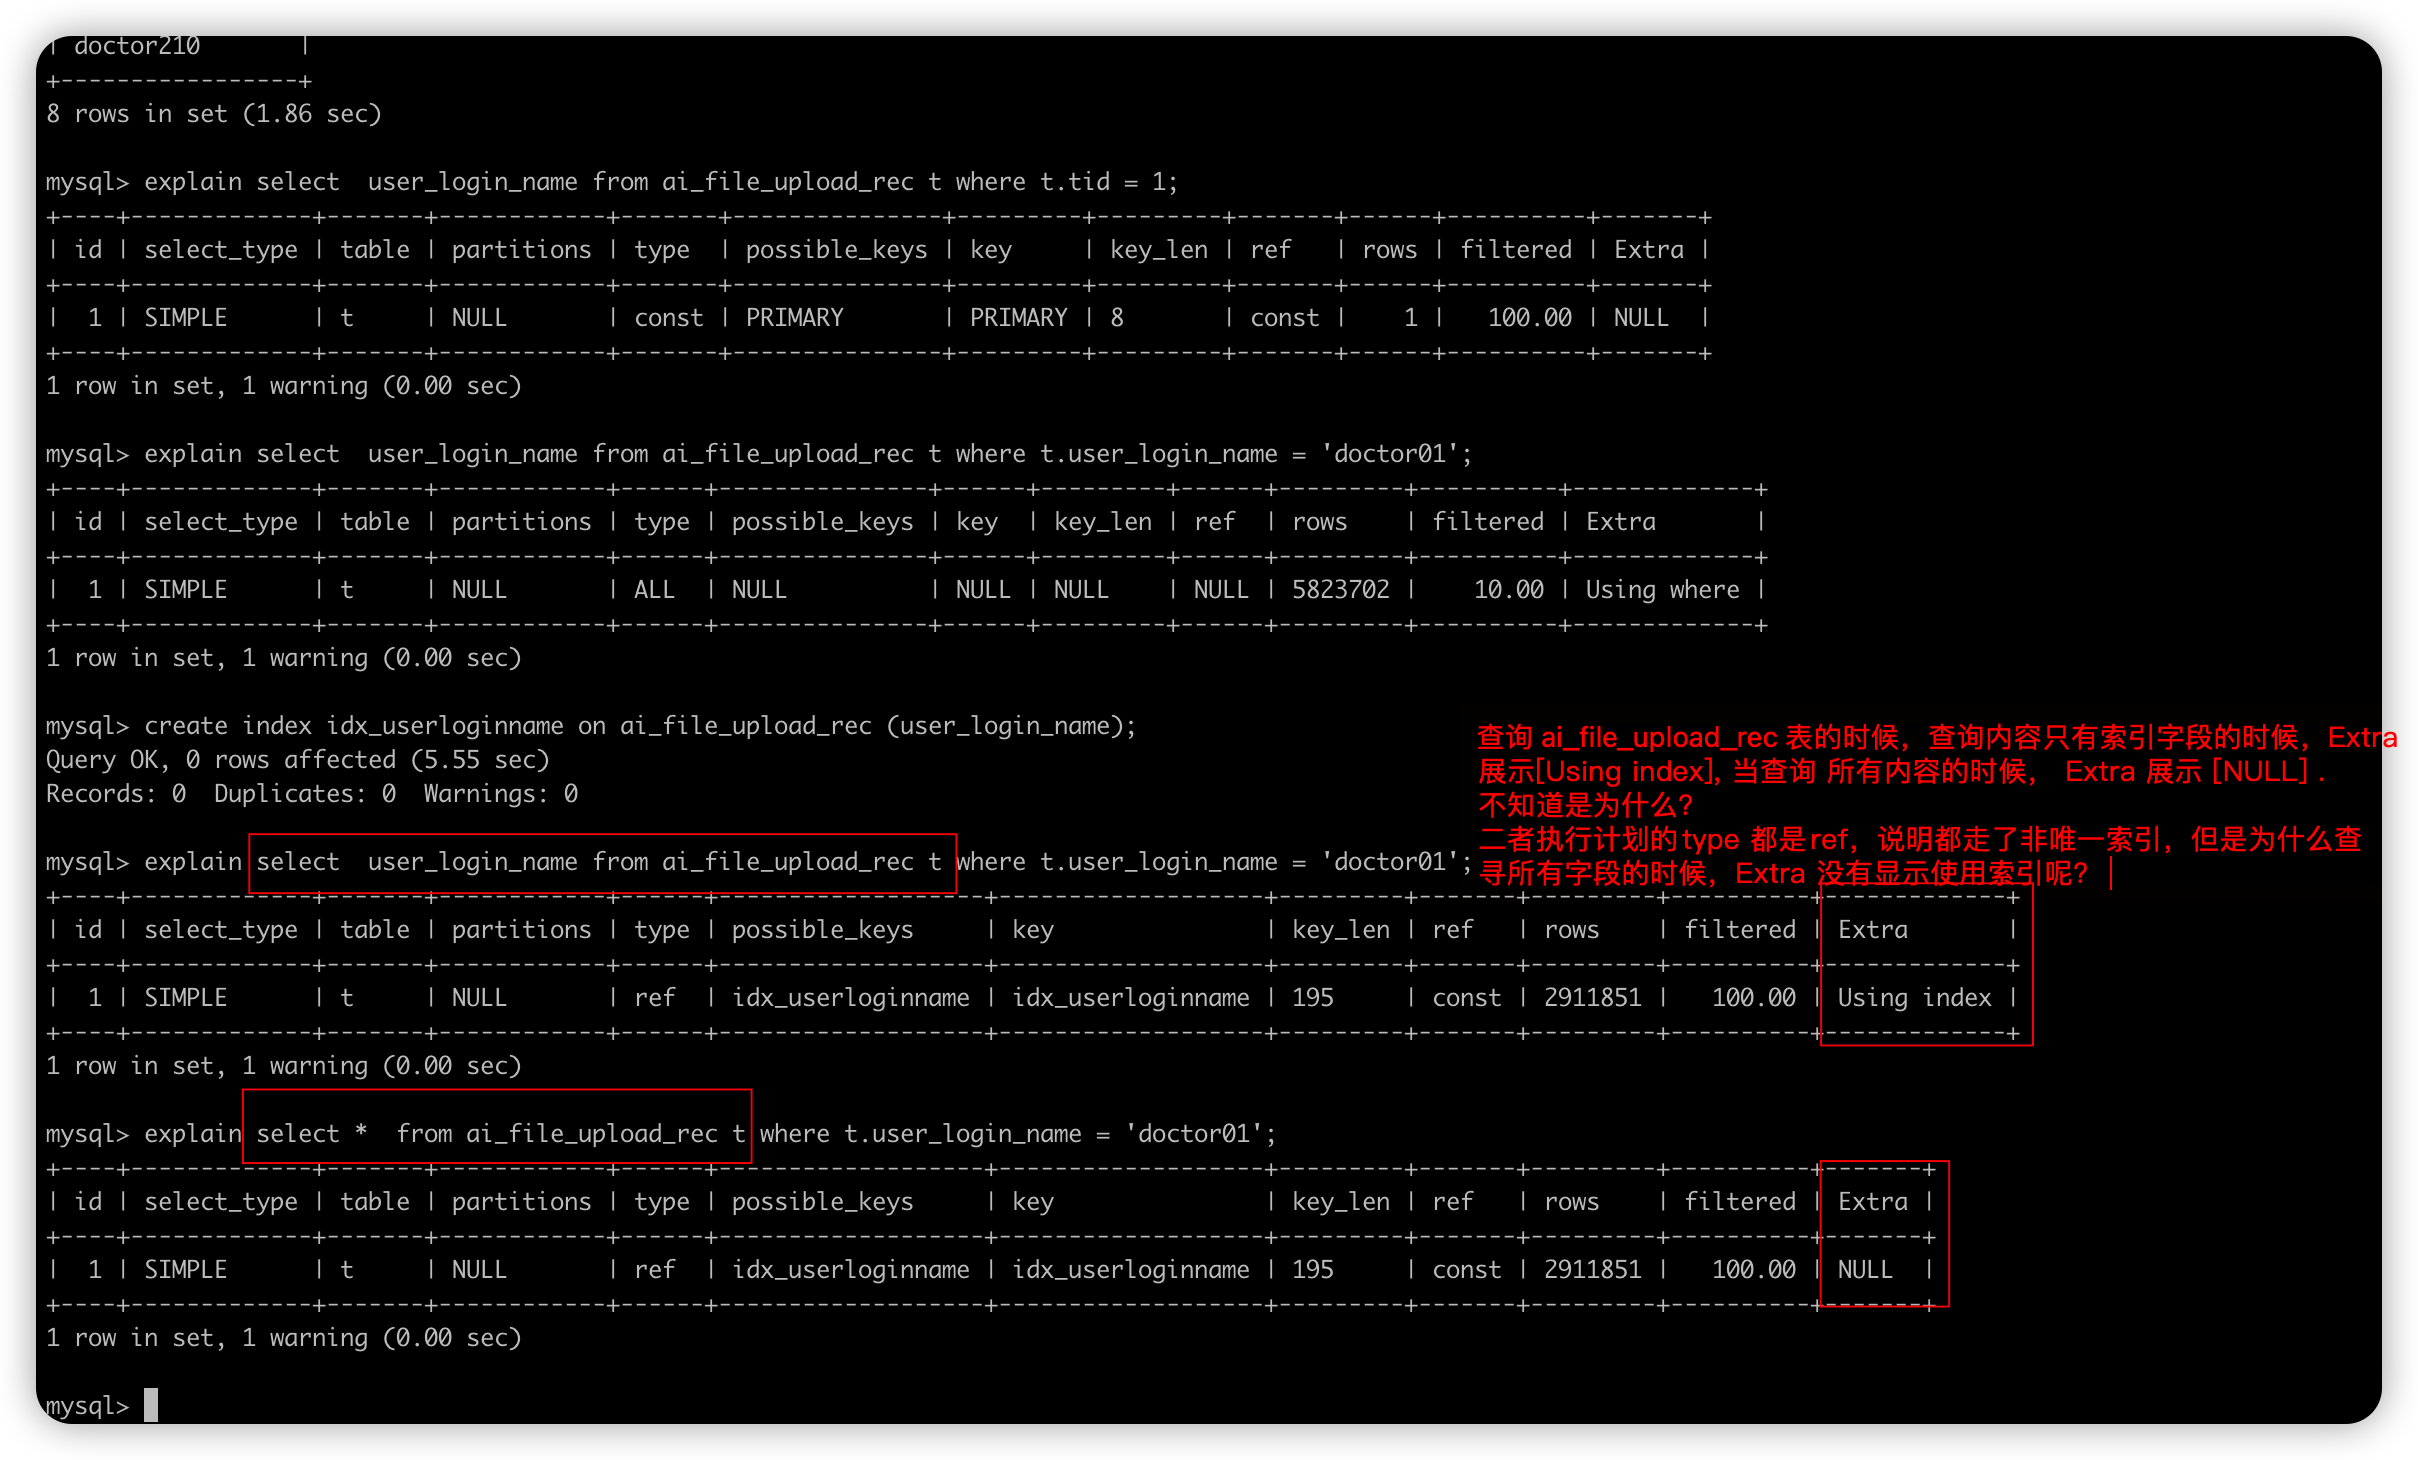 | doctor210       |
+-----------------+
8 rows in set (1.86 sec)
mysql> explain select  user_login_name from ai_file_upload_rec t where t.tid = 1;
+----+-------------+-------+------------+-------+---------------+---------+---------+-------+------+----------+-------+
| id | select_type | table | partitions | type  | possible_keys | key     | key_len | ref   | rows | filtered | Extra |
+----+-------------+-------+------------+-------+---------------+---------+---------+-------+------+----------+-------+
|  1 | SIMPLE      | t     | NULL       | const | PRIMARY       | PRIMARY | 8       | const |    1 |   100.00 | NULL  |
+----+-------------+-------+------------+-------+---------------+---------+---------+-------+------+----------+-------+
1 row in set, 1 warning (0.00 sec)
mysql> explain select  user_login_name from ai_file_upload_rec t where t.user_login_name = 'doctor01';
+----+-------------+-------+------------+------+---------------+------+---------+------+---------+----------+-------------+
| id | select_type | table | partitions | type | possible_keys | key  | key_len | ref  | rows    | filtered | Extra       |
+----+-------------+-------+------------+------+---------------+------+---------+------+---------+----------+-------------+
|  1 | SIMPLE      | t     | NULL       | ALL  | NULL          | NULL | NULL    | NULL | 5823702 |    10.00 | Using where |
+----+-------------+-------+------------+------+---------------+------+---------+------+---------+----------+-------------+
1 row in set, 1 warning (0.00 sec)
mysql> create index idx_userloginname on ai_file_upload_rec (user_login_name);
Query OK, 0 rows affected (5.55 sec)
Records: 0  Duplicates: 0  Warnings: 0
查询 ai_file_upload_rec 表的时候，查询内容只有索引字段的时候，Extra
展示[Using index], 当查询 所有内容的时候， Extra 展示 [NULL] .
不知道是为什么?
二者执行计划的type 都是ref，说明都走了非唯一索引，但是为什么查
寻所有字段的时候，Extra 没有显示使用索引呢?
mysql> explain select  user_login_name from ai_file_upload_rec t where t.user_login_name = 'doctor01';
+----+-------------+-------+------------+------+-------------------+-------------------+---------+-------+---------+----------+-------------+
| id | select_type | table | partitions | type | possible_keys     | key               | key_len | ref   | rows    | filtered | Extra       |
+----+-------------+-------+------------+------+-------------------+-------------------+---------+-------+---------+----------+-------------+
|  1 | SIMPLE      | t     | NULL       | ref  | idx_userloginname | idx_userloginname | 195     | const | 2911851 |   100.00 | Using index |
+----+-------------+-------+------------+------+-------------------+-------------------+---------+-------+---------+----------+-------------+
1 row in set, 1 warning (0.00 sec)
mysql> explain select *  from ai_file_upload_rec t where t.user_login_name = 'doctor01';
+----+-------------+-------+------------+------+-------------------+-------------------+---------+-------+---------+----------+-------+
| id | select_type | table | partitions | type | possible_keys     | key               | key_len | ref   | rows    | filtered | Extra |
+----+-------------+-------+------------+------+-------------------+-------------------+---------+-------+---------+----------+-------+
|  1 | SIMPLE      | t     | NULL       | ref  | idx_userloginname | idx_userloginname | 195     | const | 2911851 |   100.00 | NULL  |
+----+-------------+-------+------------+------+-------------------+-------------------+---------+-------+---------+----------+-------+
1 row in set, 1 warning (0.00 sec)
mysql>